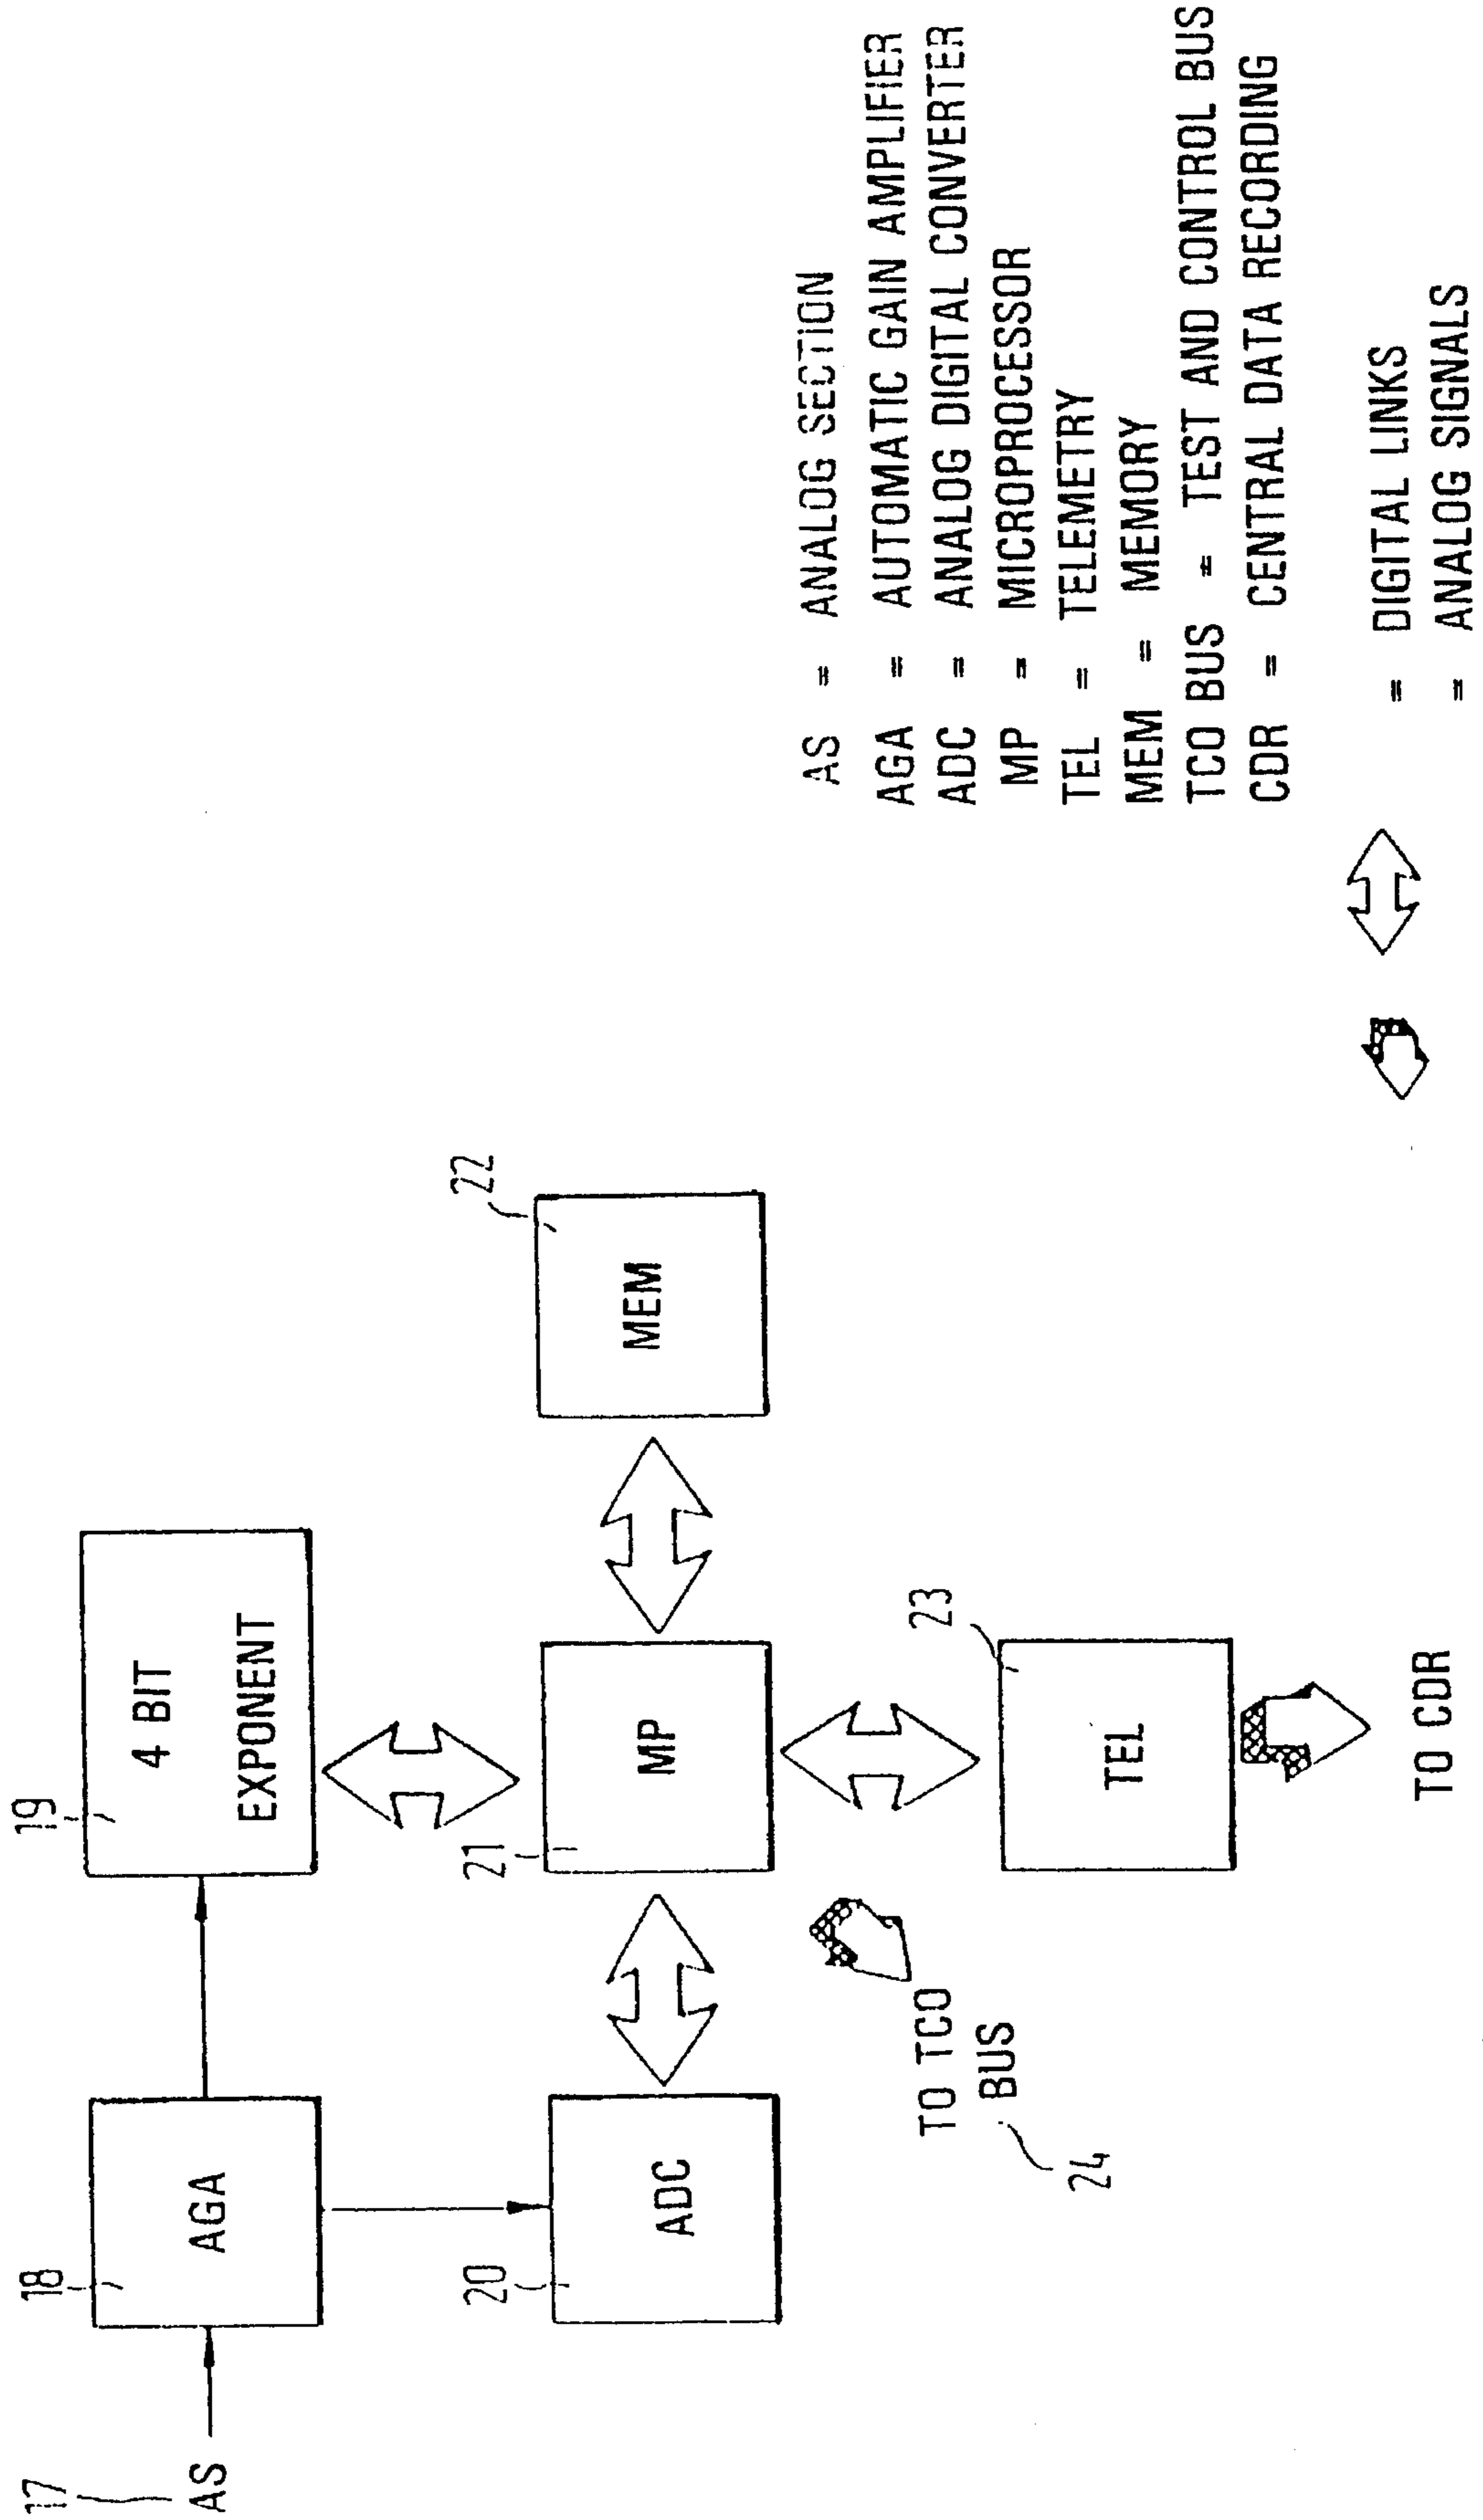 17
AS
18
AGA
19
4 BIT
EXPONENT
20
ADC
21
MP
22
MEM
TO TCO
BUS
24
23
TEL
TO CDR
AS = ANALOG SECTION
AGA = AUTOMATIC GAIN AMPLIFIER
ADC = ANALOG DIGITAL CONVERTER
MP = MICROPROCESSOR
TEL = TELEMETRY
MEM = MEMORY
TCO BUS = TEST AND CONTROL BUS
CDR = CENTRAL DATA RECORDING
= DIGITAL LINKS
= ANALOG SIGNALS